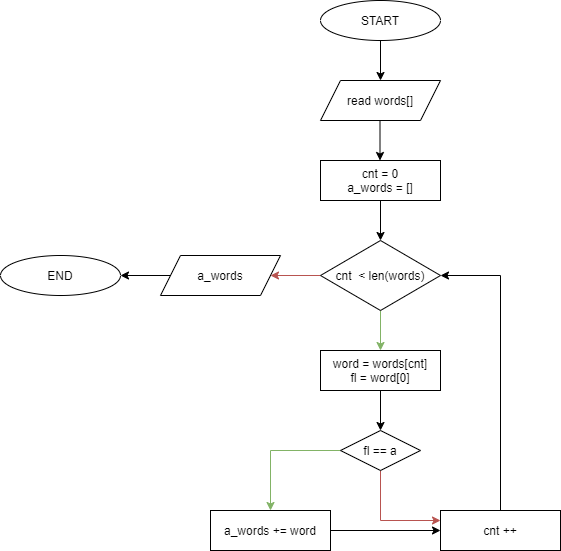 START
read words[]
cnt = 0
a_words = []
cnt < len(words)
a_words
END
word = words[cnt]
fl = word[0]
fl == a
a_words += word
cnt ++